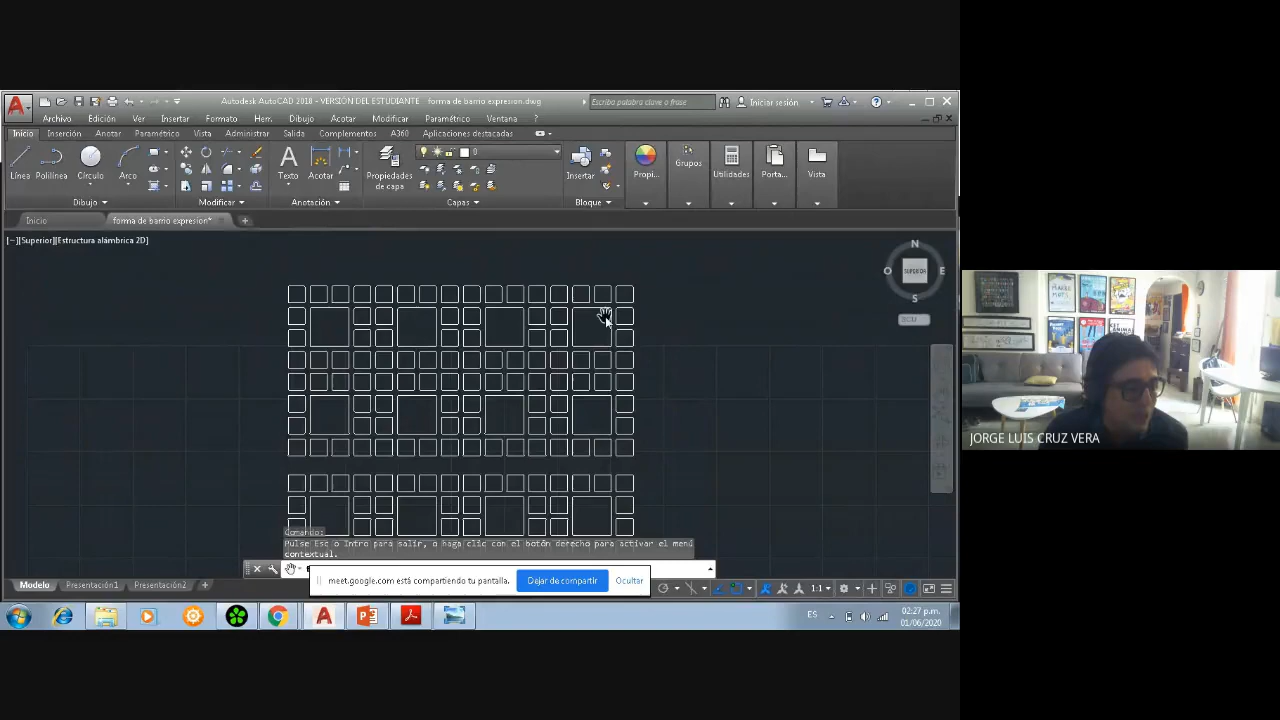 Autodesk AutoCAD 2018 - VERSIÓN DEL ESTUDIANTE forma de barrio expresion.dwg
Escriba palabra clave o frase
Iniciar sesión
Archivo Edición Ver Insertar Formato Herr. Dibujo Acotar Modificar Paramétrico Ventana ?
Inicio Inserción Anotar Paramétrico Vista Administrar Salida Complementos A360 Aplicaciones destacadas
0
Línea Polilínea Círculo Arco
Texto Acotar
Propiedades
de capa
Insertar
Propi... Grupos Utilidades Porta... Vista
Dibujo Modificar Anotación Capas Bloque
Inicio forma de barrio expresion*
[−][Superior][Estructura alámbrica 2D]
N
O SUPERIOR E
S
Comando:
Pulse Esc o Intro para salir, o haga clic con el botón derecho para activar el menú
contextual.
meet.google.com está compartiendo tu pantalla. Dejar de compartir Ocultar
Modelo Presentación1 Presentación2 +
1:1
ES
02:27 p.m.
01/06/2020
JORGE LUIS CRUZ VERA